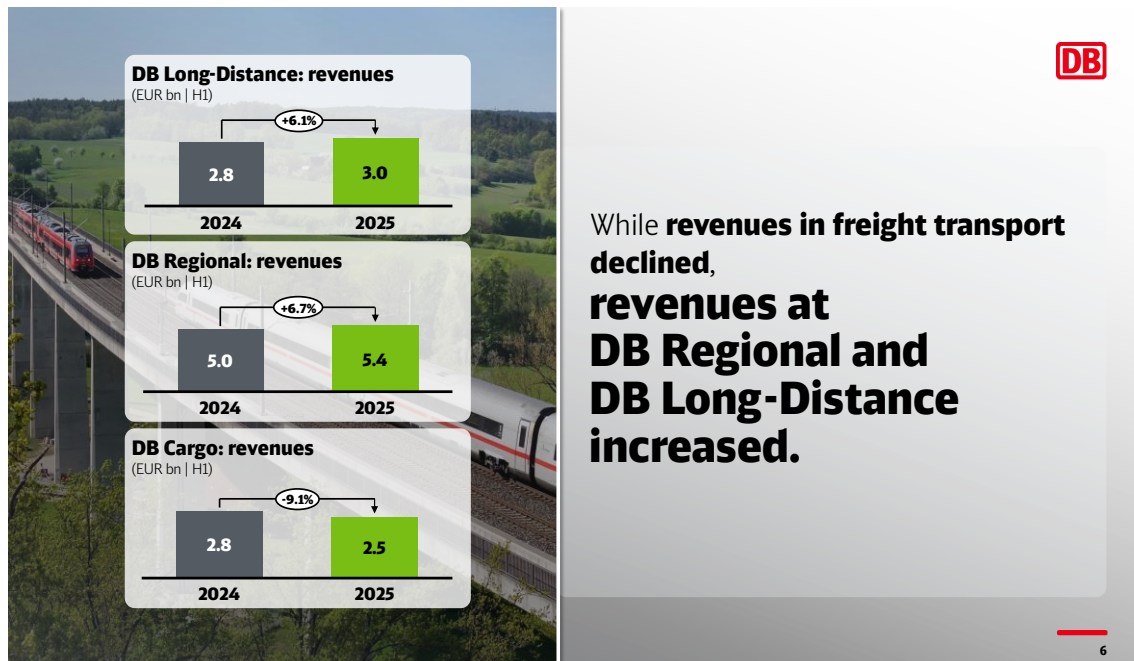 DB Long-Distance: revenues
(EUR bn | H1)
+6.1%
2.8
3.0
2024
2025
DB Regional: revenues
(EUR bn | H1)
+6.7%
5.0
5.4
2024
2025
DB Cargo: revenues
(EUR bn | H1)
-9.1%
2.8
2.5
2024
2025
DB
While revenues in freight transport
declined,
revenues at
DB Regional and
DB Long-Distance
increased.
6